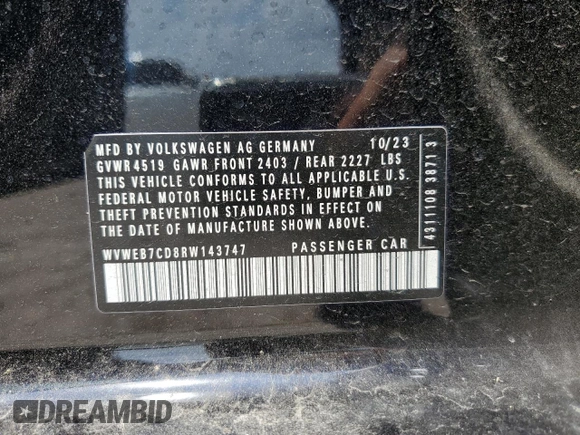 MFD BY VOLKSWAGEN AG GERMANY 10/23
GVWR 4519 GAWR FRONT 2403 / REAR 2227 LBS
THIS VEHICLE CONFORMS TO ALL APPLICABLE U.S.
FEDERAL MOTOR VEHICLE SAFETY, BUMPER AND
THEFT PREVENTION STANDARDS IN EFFECT ON
THE DATE OF MANUFACTURE SHOWN ABOVE.
WVWEB7CD8RW143747 PASSENGER CAR
4311108 3871 3
DREAMBID